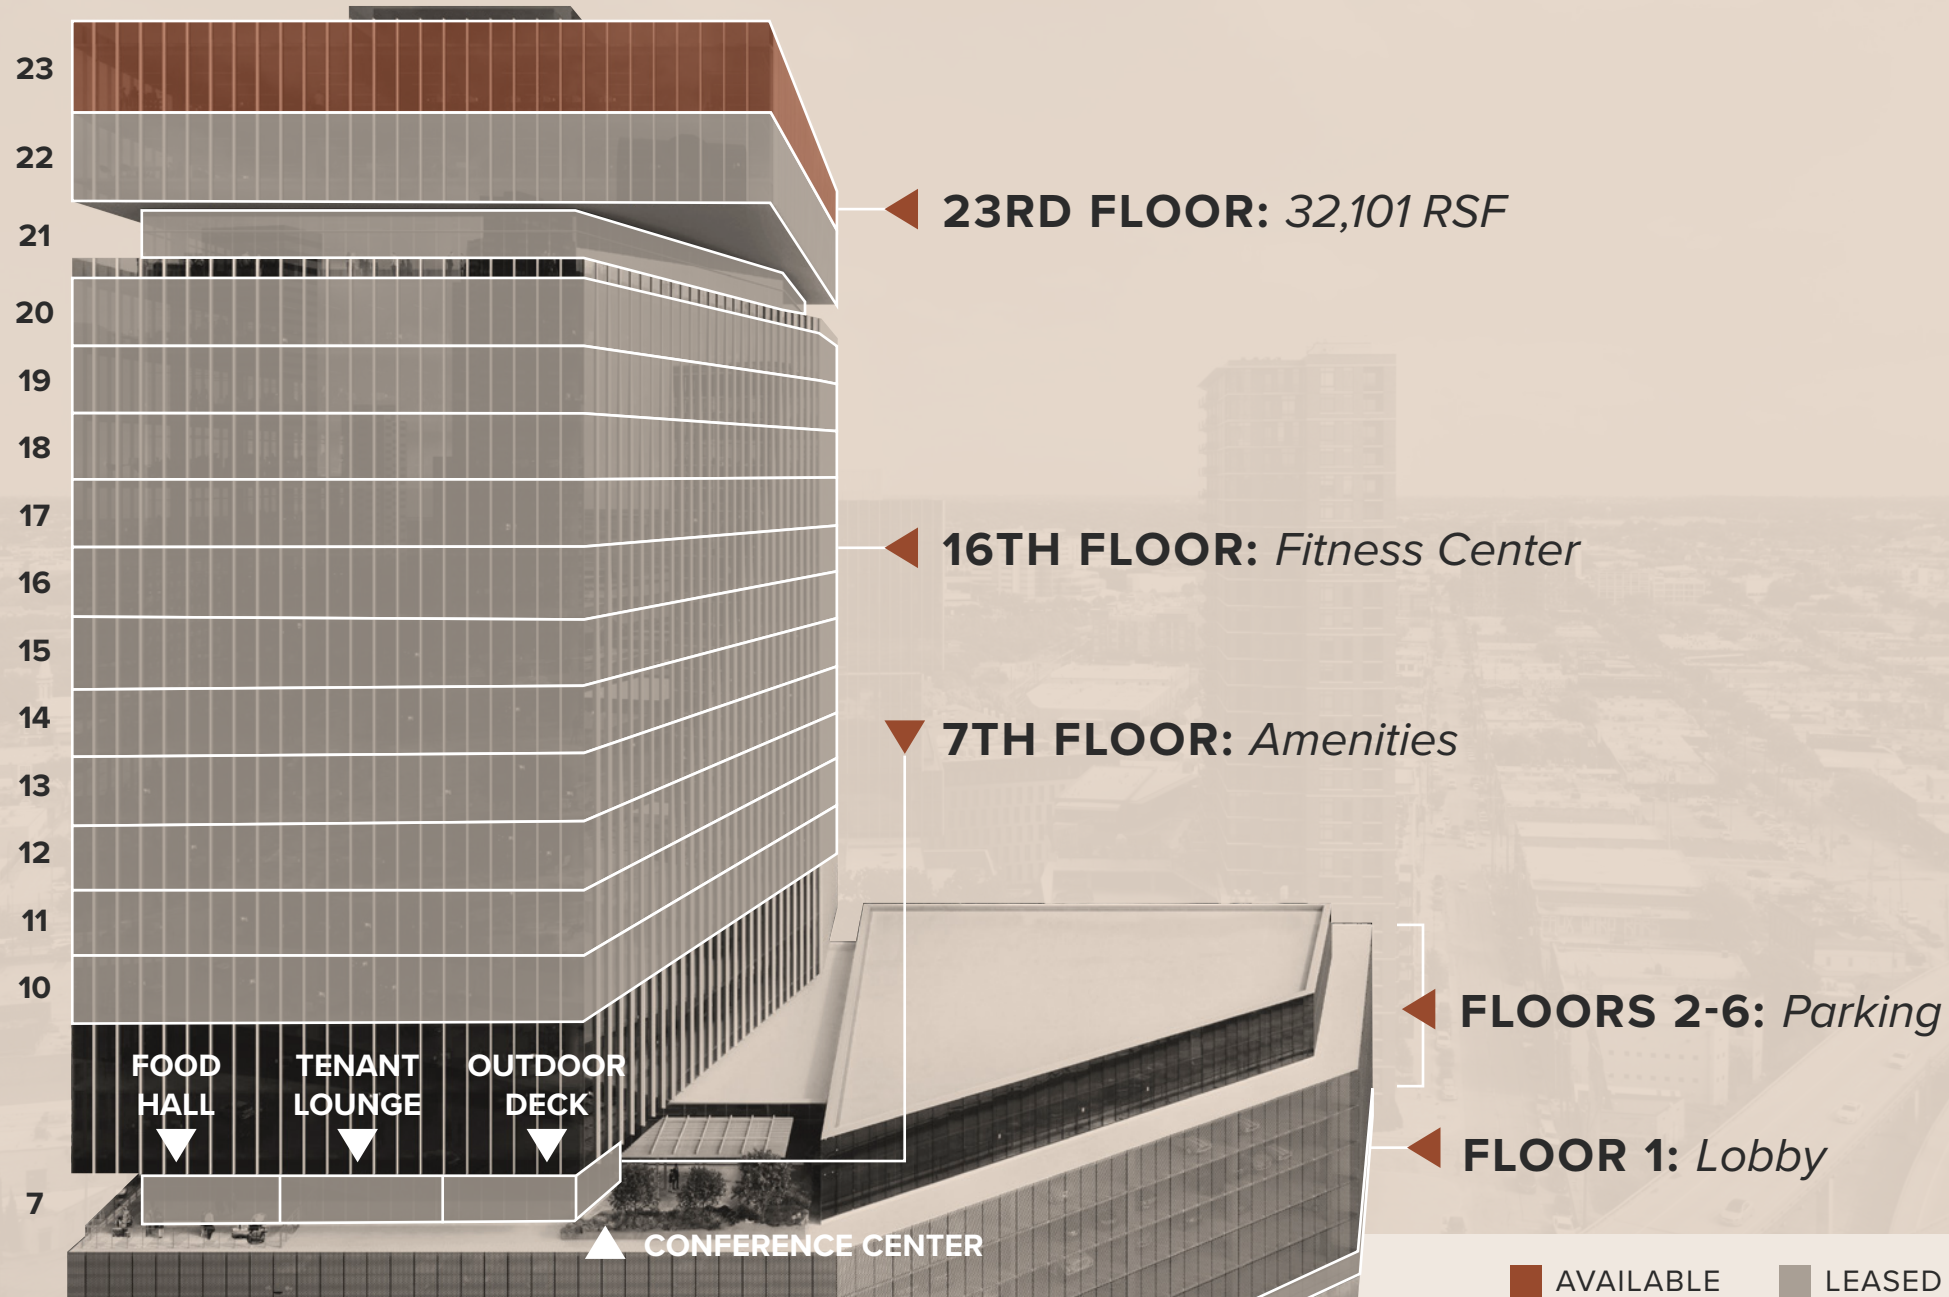 23
22
21
20
19
18
17
16
15
14
13
12
11
10
7
23RD FLOOR: 32,101 RSF
16TH FLOOR: Fitness Center
7TH FLOOR: Amenities
FLOORS 2-6: Parking
FLOOR 1: Lobby
FOOD
HALL
TENANT
LOUNGE
OUTDOOR
DECK
CONFERENCE CENTER
AVAILABLE
LEASED